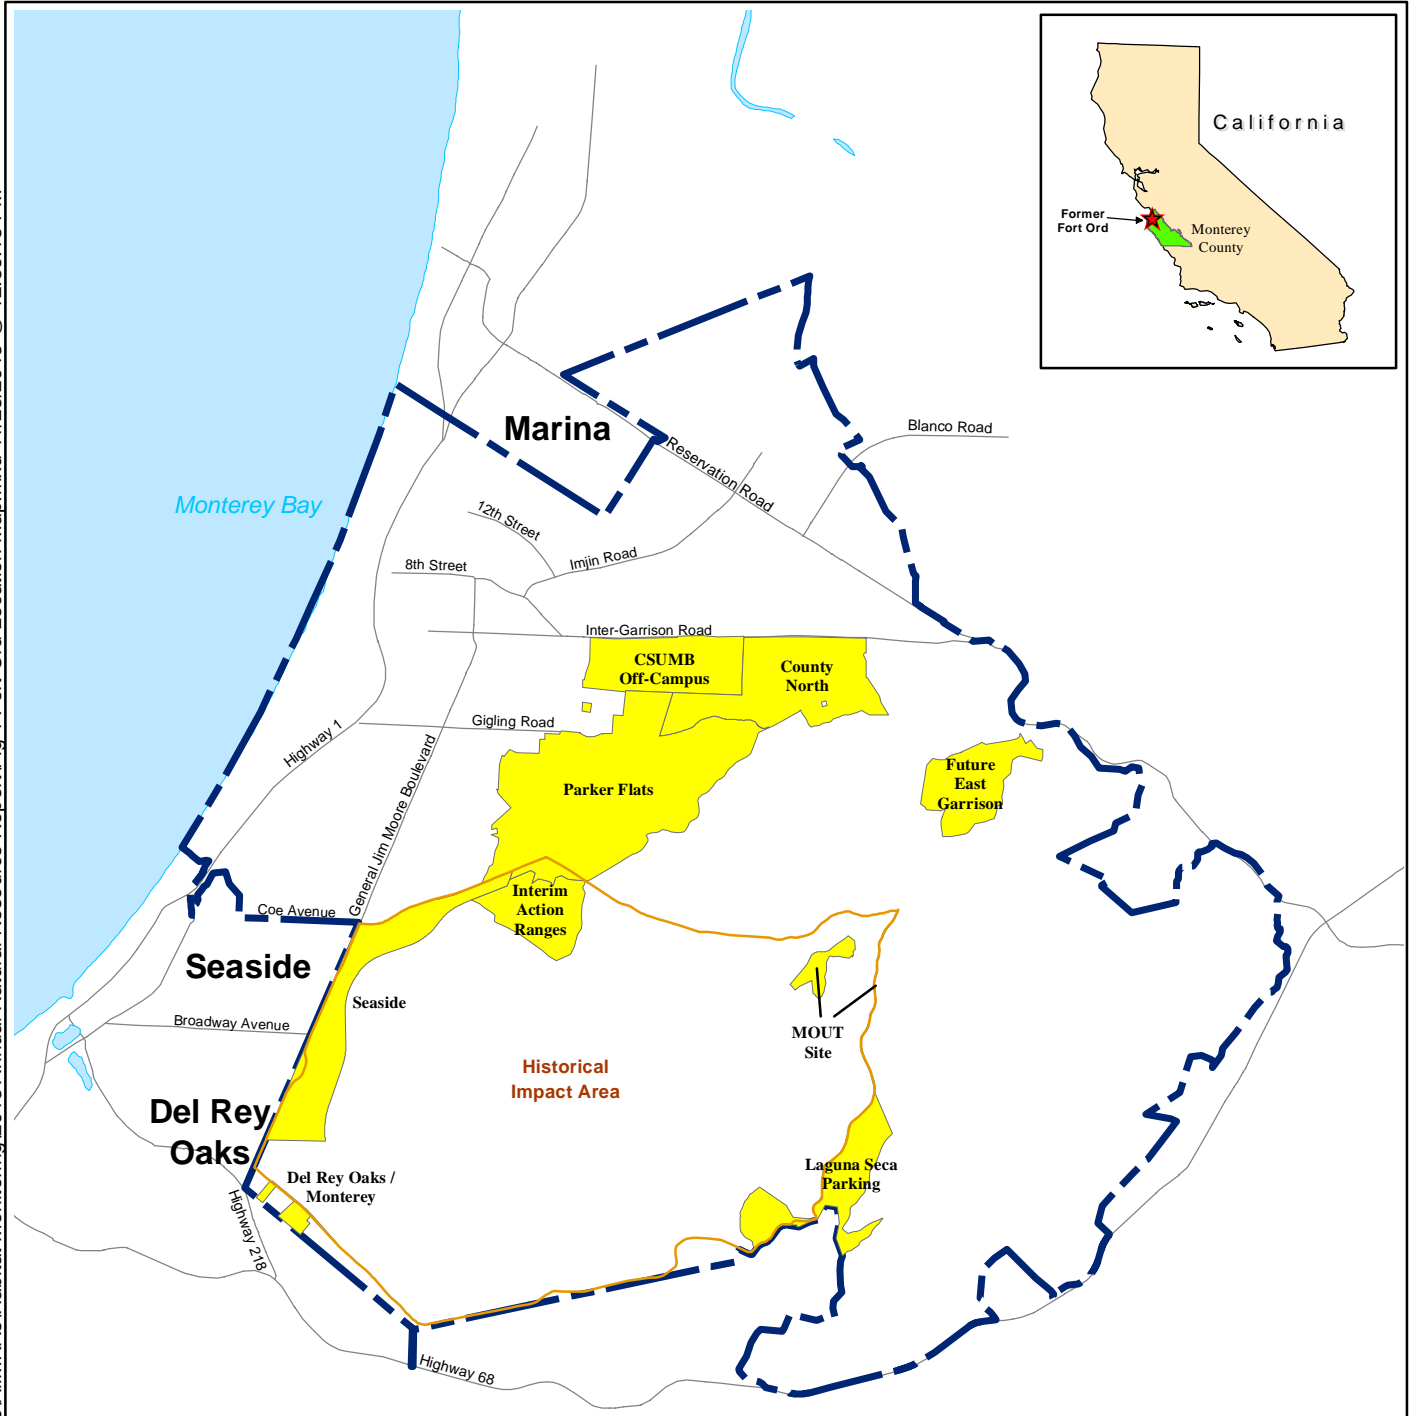 California
Former
Fort Ord
Monterey
County
Marina
Blanco Road
Reservation Road
Monterey Bay
12th Street
Imjin Road
8th Street
Inter-Garrison Road
CSUMB
Off-Campus
County
North
Gigling Road
Highway 1
General Jim Moore Boulevard
Parker Flats
Future
East
Garrison
Interim
Action
Ranges
Coe Avenue
Seaside
Seaside
Broadway Avenue
MOUT
Site
Historical
Impact Area
Del Rey
Oaks
Del Rey Oaks /
Monterey
Laguna Seca
Parking
Highway 218
Highway 68